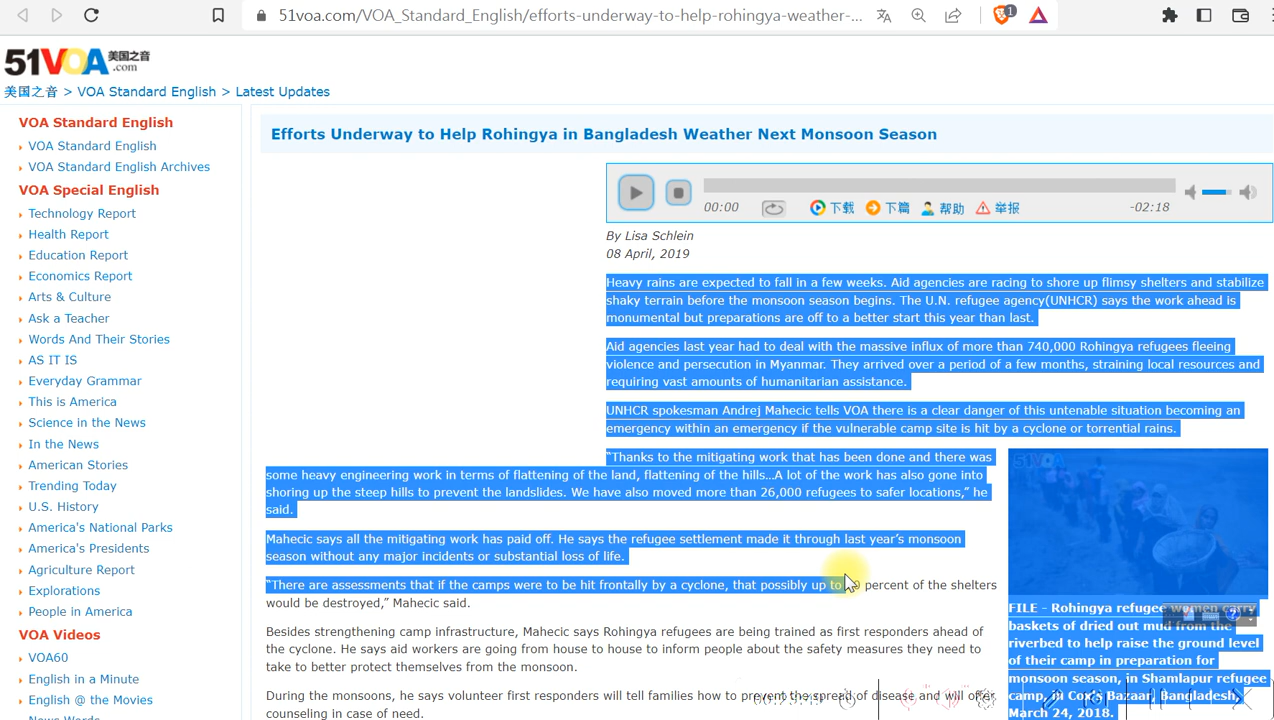 51voa.com/VOA_Standard_English/efforts-underway-to-help-rohingya-weather-...
1
51VOA 美国之音
.com
美国之音 > VOA Standard English > Latest Updates
VOA Standard English
VOA Standard English
VOA Standard English Archives
VOA Special English
Technology Report
Health Report
Education Report
Economics Report
Arts & Culture
Ask a Teacher
Words And Their Stories
AS IT IS
Everyday Grammar
This is America
Science in the News
In the News
American Stories
Trending Today
U.S. History
America's National Parks
America's Presidents
Agriculture Report
Explorations
People in America
VOA Videos
VOA60
English in a Minute
English @ the Movies
News Words
Efforts Underway to Help Rohingya in Bangladesh Weather Next Monsoon Season
00:00 下载 下篇 帮助 举报 -02:18
By Lisa Schlein
08 April, 2019
Heavy rains are expected to fall in a few weeks. Aid agencies are racing to shore up flimsy shelters and stabilize
shaky terrain before the monsoon season begins. The U.N. refugee agency(UNHCR) says the work ahead is
monumental but preparations are off to a better start this year than last.
Aid agencies last year had to deal with the massive influx of more than 740,000 Rohingya refugees fleeing
violence and persecution in Myanmar. They arrived over a period of a few months, straining local resources and
requiring vast amounts of humanitarian assistance.
UNHCR spokesman Andrej Mahecic tells VOA there is a clear danger of this untenable situation becoming an
emergency within an emergency if the vulnerable camp site is hit by a cyclone or torrential rains.
“Thanks to the mitigating work that has been done and there was
some heavy engineering work in terms of flattening of the land, flattening of the hills…A lot of the work has also gone into
shoring up the steep hills to prevent the landslides. We have also moved more than 26,000 refugees to safer locations,” he
said.
Mahecic says all the mitigating work has paid off. He says the refugee settlement made it through last year’s monsoon
season without any major incidents or substantial loss of life.
“There are assessments that if the camps were to be hit frontally by a cyclone, that possibly up to percent of the shelters
would be destroyed,” Mahecic said.
Besides strengthening camp infrastructure, Mahecic says Rohingya refugees are being trained as first responders ahead of
the cyclone. He says aid workers are going from house to house to inform people about the safety measures they need to
take to better protect themselves from the monsoon.
During the monsoons, he says volunteer first responders will tell families how to prevent the spread of disease and will offer
counseling in case of need.
FILE - Rohingya refugee women carry
baskets of dried out mud from the
riverbed to help raise the ground level
of their camp in preparation for
monsoon season, in Shamlapur refugee
camp, in Cox's Bazaar, Bangladesh,
March 24, 2018.